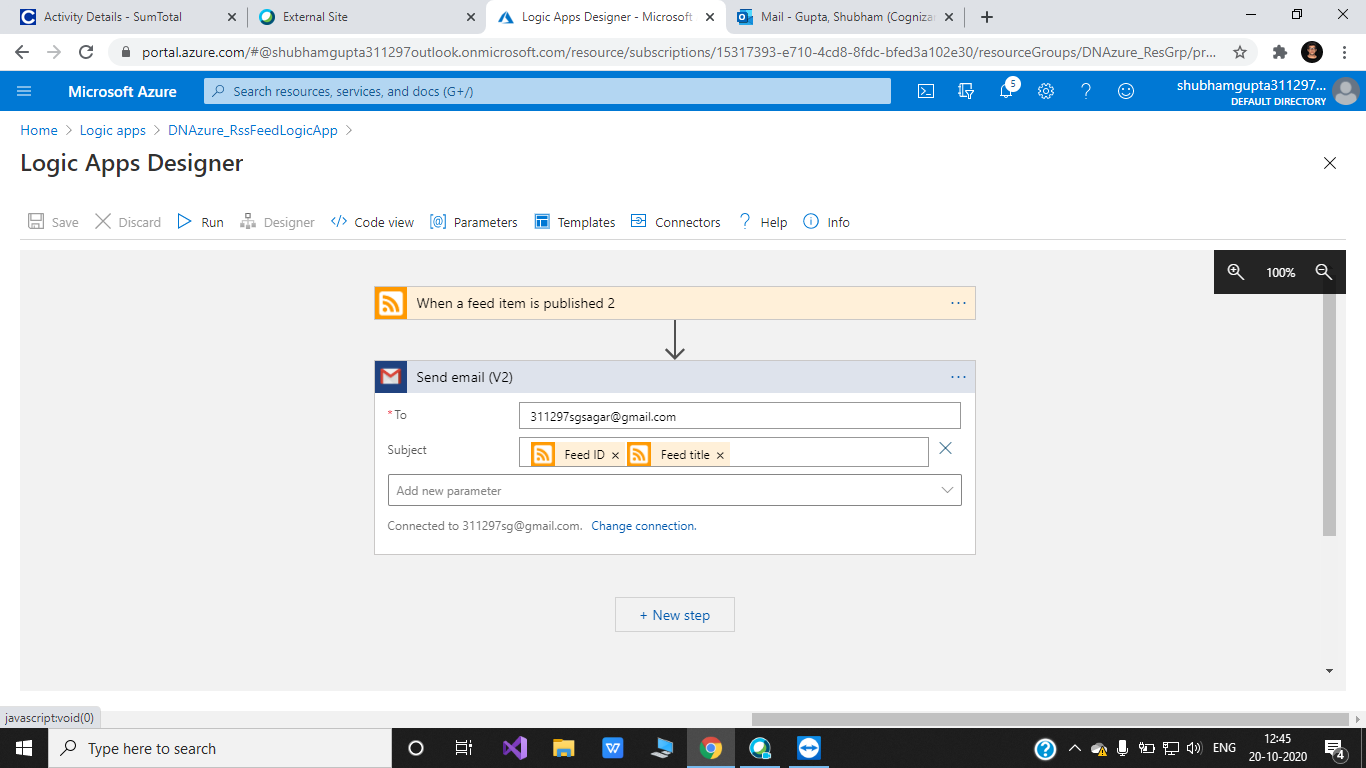 Activity Details - SumTotal
External Site
Logic Apps Designer - Microsoft
Mail - Gupta, Shubham (Cognizan
portal.azure.com/#@shubhamgupta311297outlook.onmicrosoft.com/resource/subscriptions/15317393-e710-4cd8-8fdc-bfed3a102e30/resourceGroups/DNAzure_ResGrp/pr...
Microsoft Azure
Search resources, services, and docs (G+/)
5
shubhamgupta311297...
DEFAULT DIRECTORY
Home > Logic apps > DNAzure_RssFeedLogicApp >
Logic Apps Designer
Save Discard Run Designer Code view Parameters Templates Connectors Help Info
100%
When a feed item is published 2
Send email (V2)
*To
311297sgsagar@gmail.com
Subject
Feed ID × Feed title ×
Add new parameter
Connected to 311297sg@gmail.com. Change connection.
+ New step
javascript:void(0)
Type here to search
ENG
12:45
20-10-2020
4